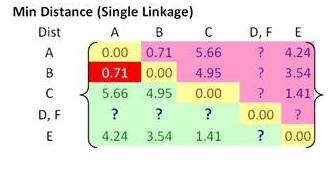 Min Distance (Single Linkage)
Dist A B C D, F E
A 0.00 0.71 5.66 ? 4.24
B 0.71 0.00 4.95 ? 3.54
C 5.66 4.95 0.00 ? 1.41
D, F ? ? ? 0.00 ?
E 4.24 3.54 1.41 ? 0.00